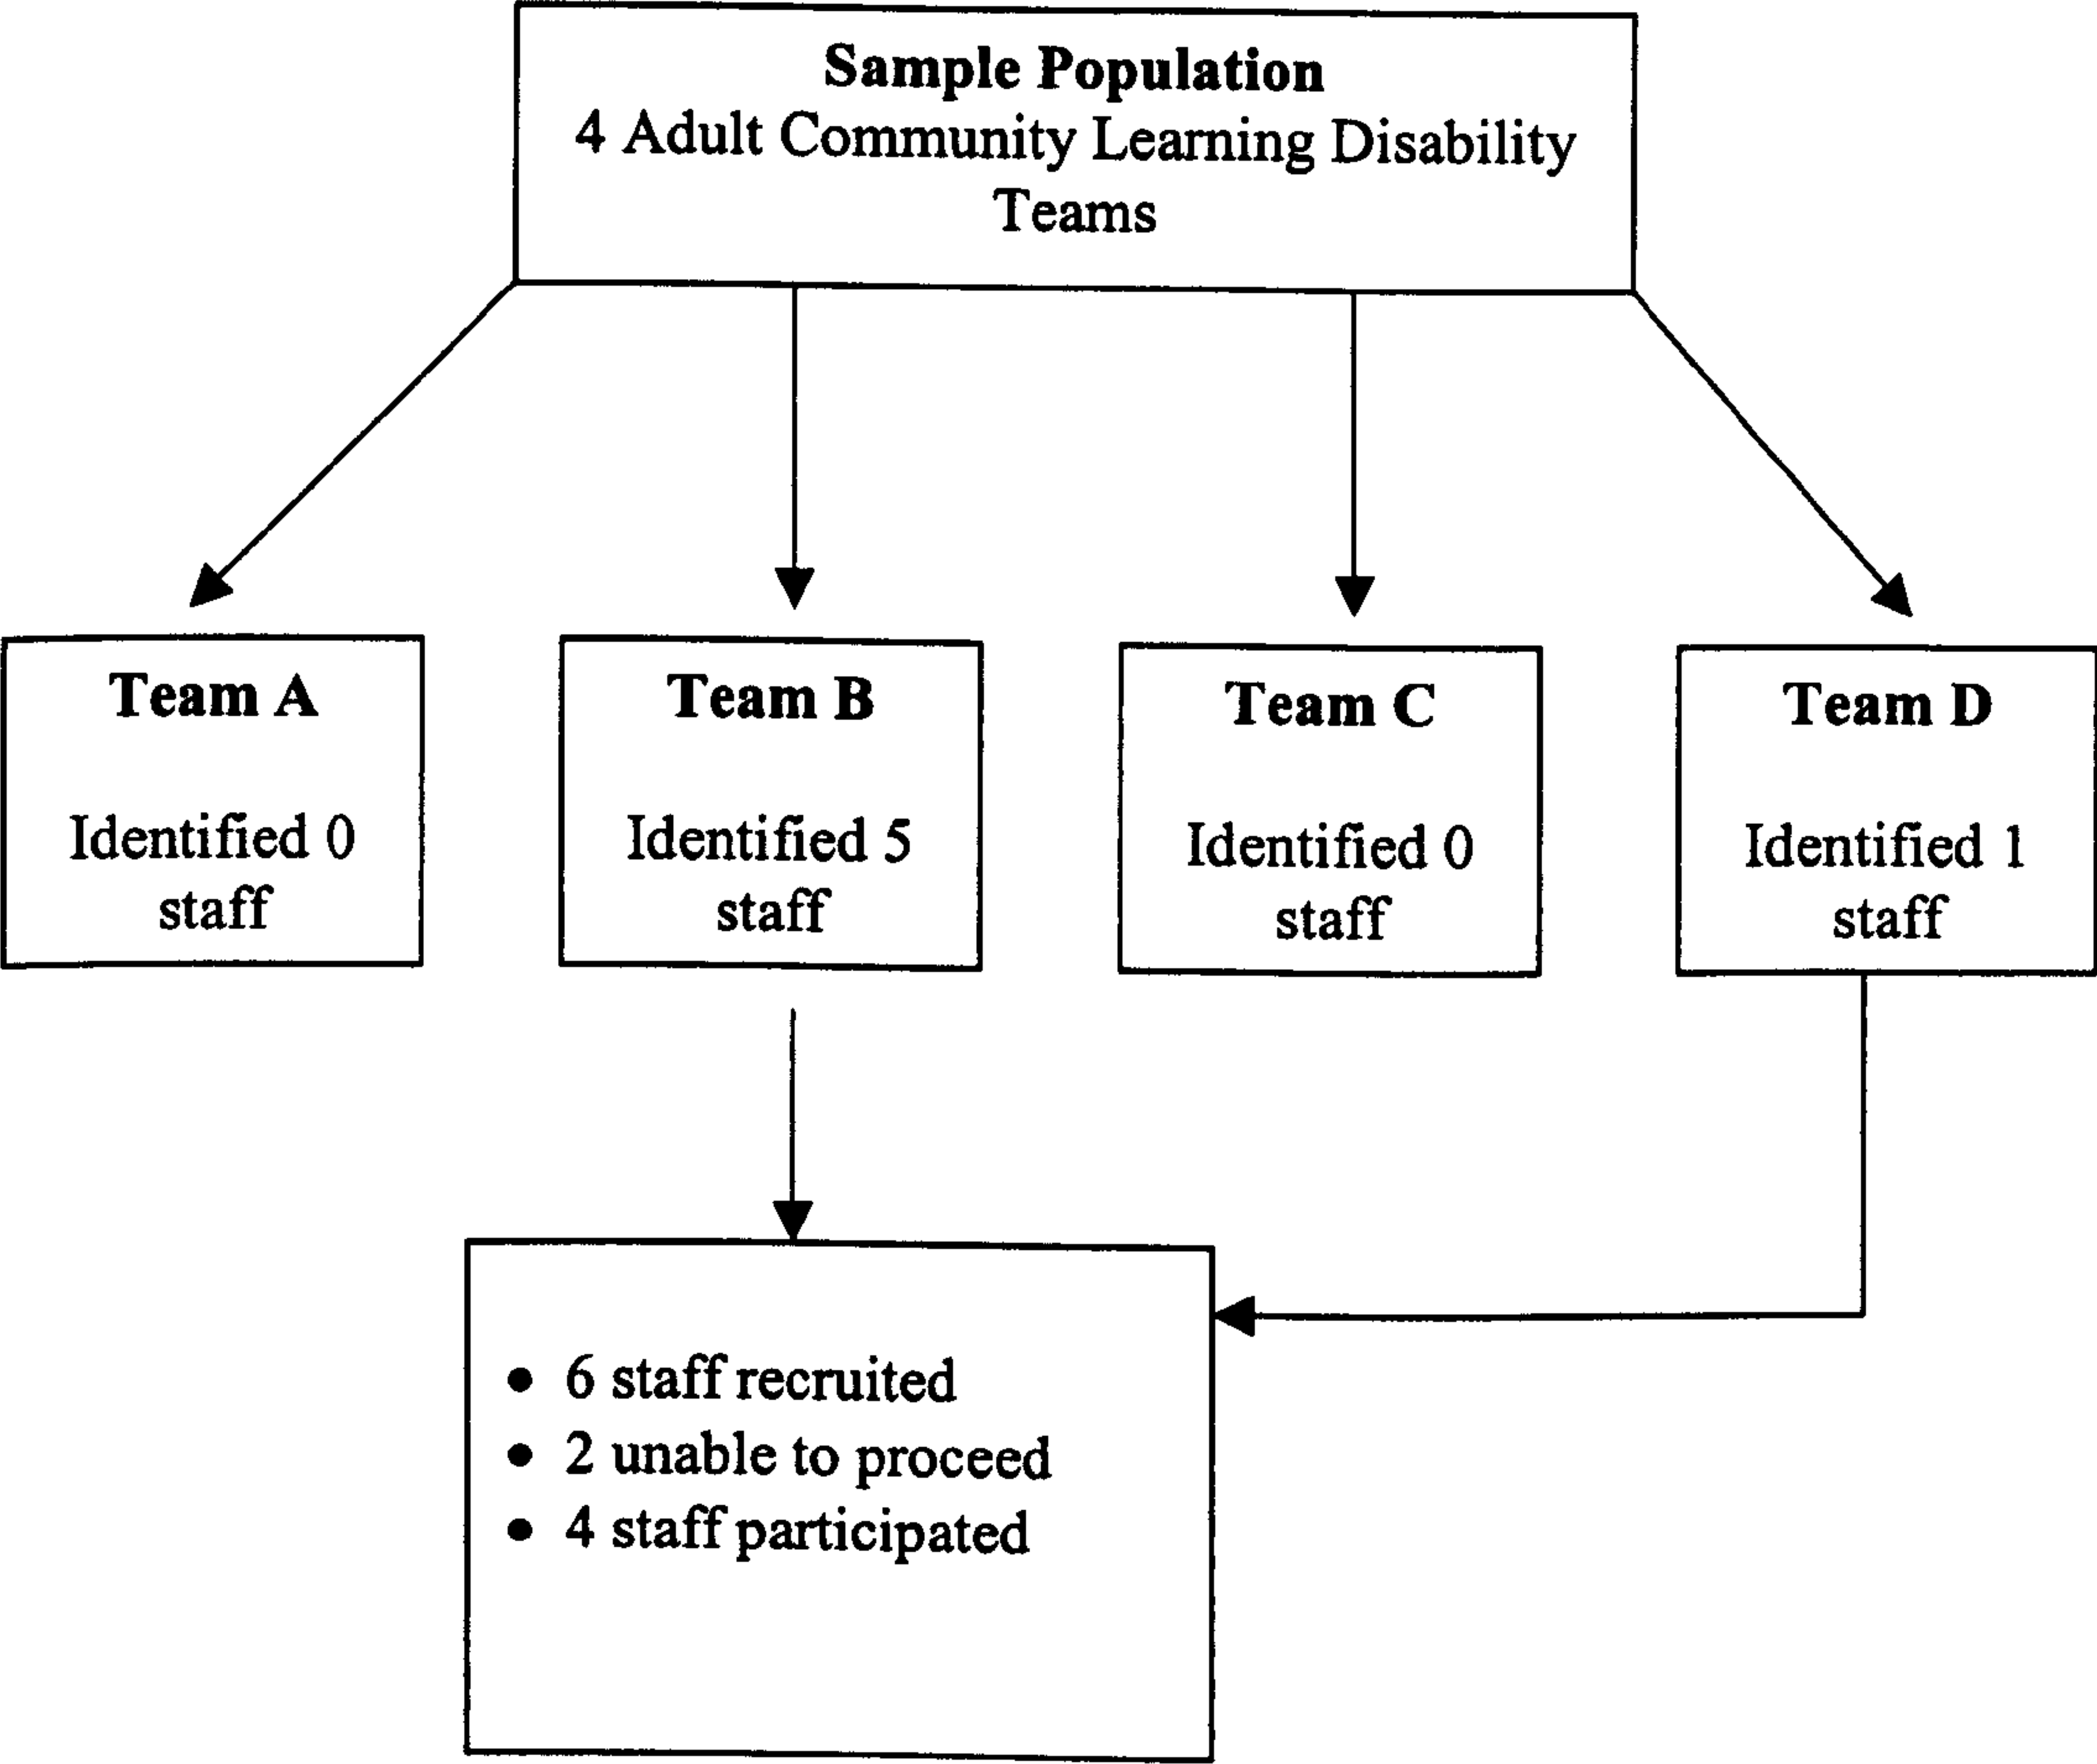 Sample Population
4 Adult Community Learning Disability
Teams
Team A
Identified 0
staff
Team B
Identified 5
staff
Team C
Identified 0
staff
Team D
Identified 1
staff
• 6 staff recruited
• 2 unable to proceed
• 4 staff participated